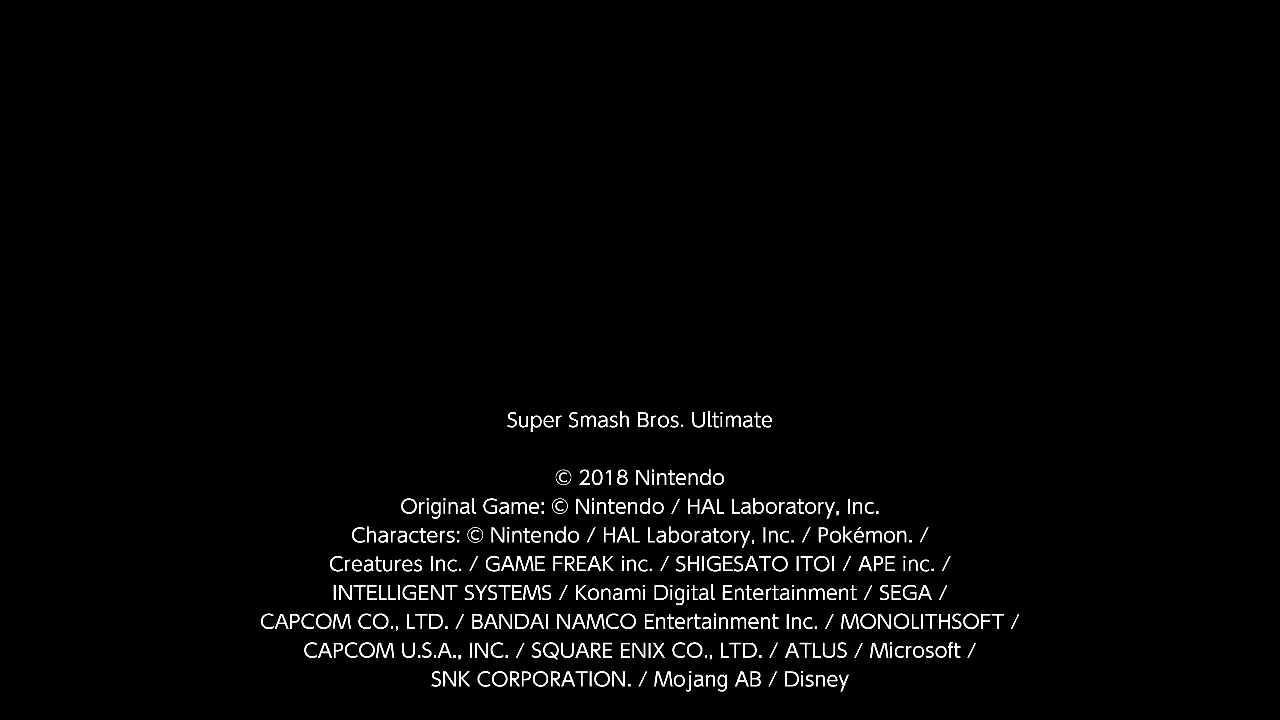 Super Smash Bros. Ultimate
© 2018 Nintendo
Original Game: © Nintendo / HAL Laboratory, Inc.
Characters: © Nintendo / HAL Laboratory, Inc. / Pokémon. /
Creatures Inc. / GAME FREAK inc. / SHIGESATO ITOI / APE inc. /
INTELLIGENT SYSTEMS / Konami Digital Entertainment / SEGA /
CAPCOM CO., LTD. / BANDAI NAMCO Entertainment Inc. / MONOLITHSOFT /
CAPCOM U.S.A., INC. / SQUARE ENIX CO., LTD. / ATLUS / Microsoft /
SNK CORPORATION. / Mojang AB / Disney